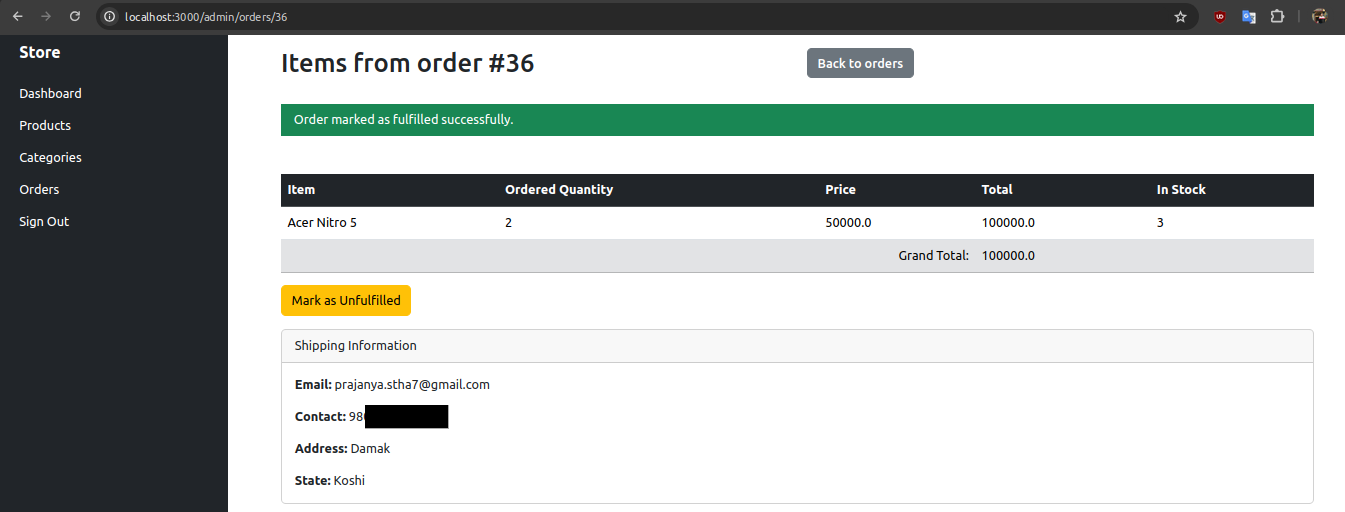 localhost:3000/admin/orders/36
Store
Dashboard
Products
Categories
Orders
Sign Out
Items from order #36
Back to orders
Order marked as fulfilled successfully.
Item Ordered Quantity Price Total In Stock
Acer Nitro 5 2 50000.0 100000.0 3
Grand Total: 100000.0
Mark as Unfulfilled
Shipping Information
Email: prajanya.stha7@gmail.com
Contact: 98
Address: Damak
State: Koshi